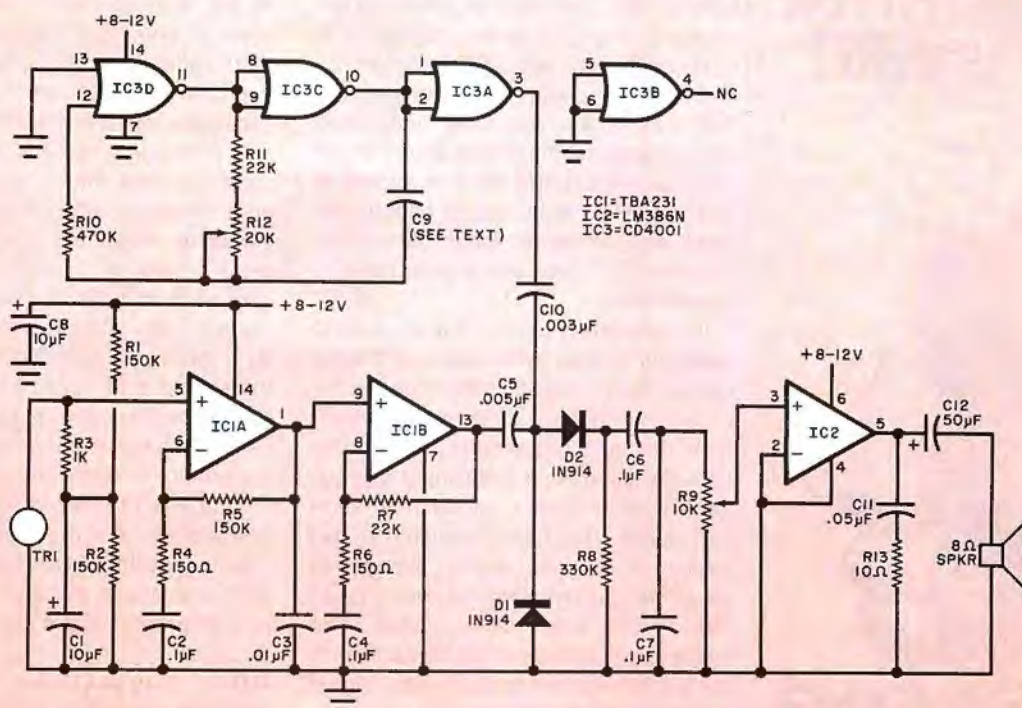 +8-12V
13
14
12
11
IC3D
7
8
9
10
IC3C
1
2
3
IC3A
5
6
4
NC
IC3B
R11
22K
R12
20K
R10
470K
C9
(SEE TEXT)
IC1=TBA231
IC2=LM386N
IC3=CD4001
C10
.003µF
+8-12V
+
C8
10µF
R1
150K
5
+
6
-
14
1
IC1A
R3
1K
R5
150K
R2
150K
R4
150Ω
TR1
+
C1
10µF
C2
.1µF
C3
.01µF
9
+
8
-
13
7
IC1B
R7
22K
R6
150Ω
C4
.1µF
C5
.005µF
D2
1N914
C6
.1µF
R8
330K
D1
1N914
C7
.1µF
R9
10K
+8-12V
3
+
2
-
6
5
4
IC2
C12
50µF
+
C11
.05µF
R13
10Ω
8Ω
SPKR